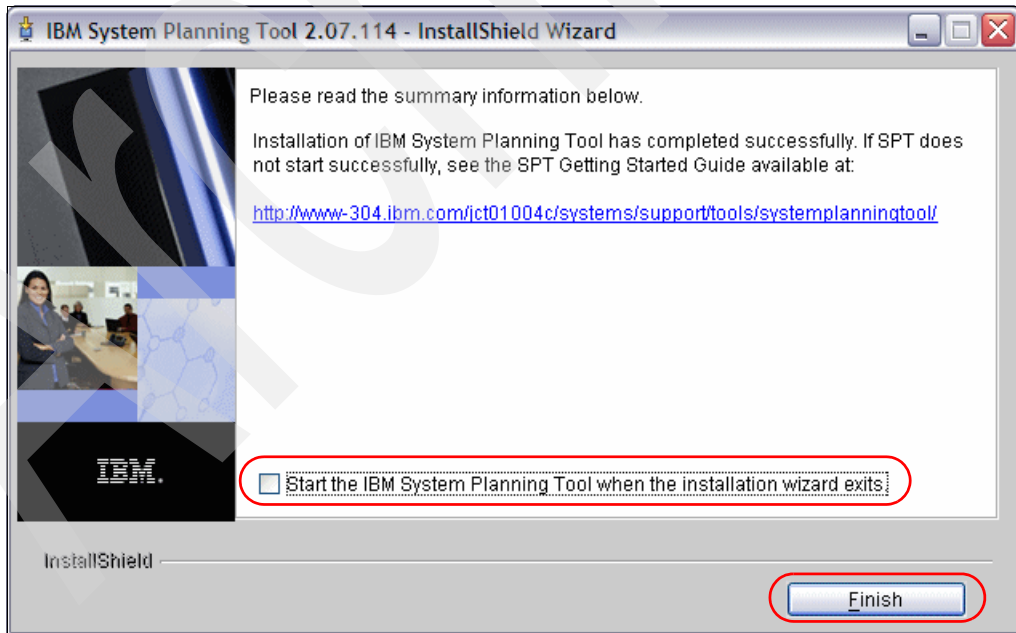 IBM System Planning Tool 2.07.114 - InstallShield Wizard
Please read the summary information below.
Installation of IBM System Planning Tool has completed successfully. If SPT does
not start successfully, see the SPT Getting Started Guide available at:
http://www-304.ibm.com/jct01004c/systems/support/tools/systemplanningtool/
IBM.
Start the IBM System Planning Tool when the installation wizard exits.
InstallShield
Finish